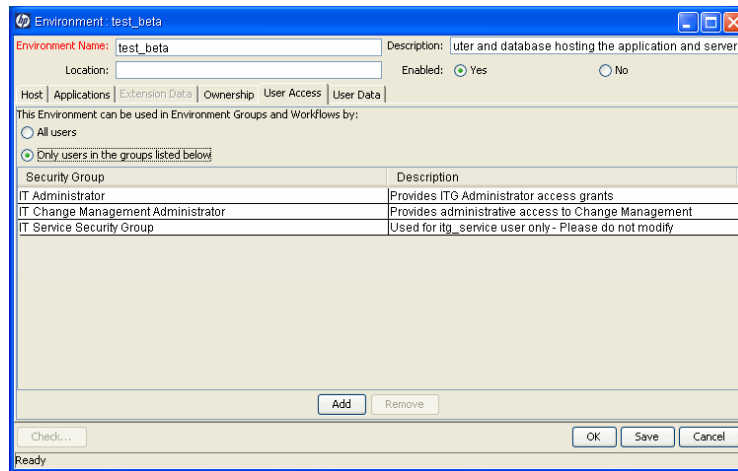 hp Environment : test_beta
Environment Name: test_beta Description: uter and database hosting the application and server
Location: Enabled: Yes No
Host Applications Extension Data Ownership User Access User Data
This Environment can be used in Environment Groups and Workflows by:
All users
Only users in the groups listed below
Security Group Description
IT Administrator Provides ITG Administrator access grants
IT Change Management Administrator Provides administrative access to Change Management
IT Service Security Group Used for itg_service user only - Please do not modify
Add Remove
Check... OK Save Cancel
Ready